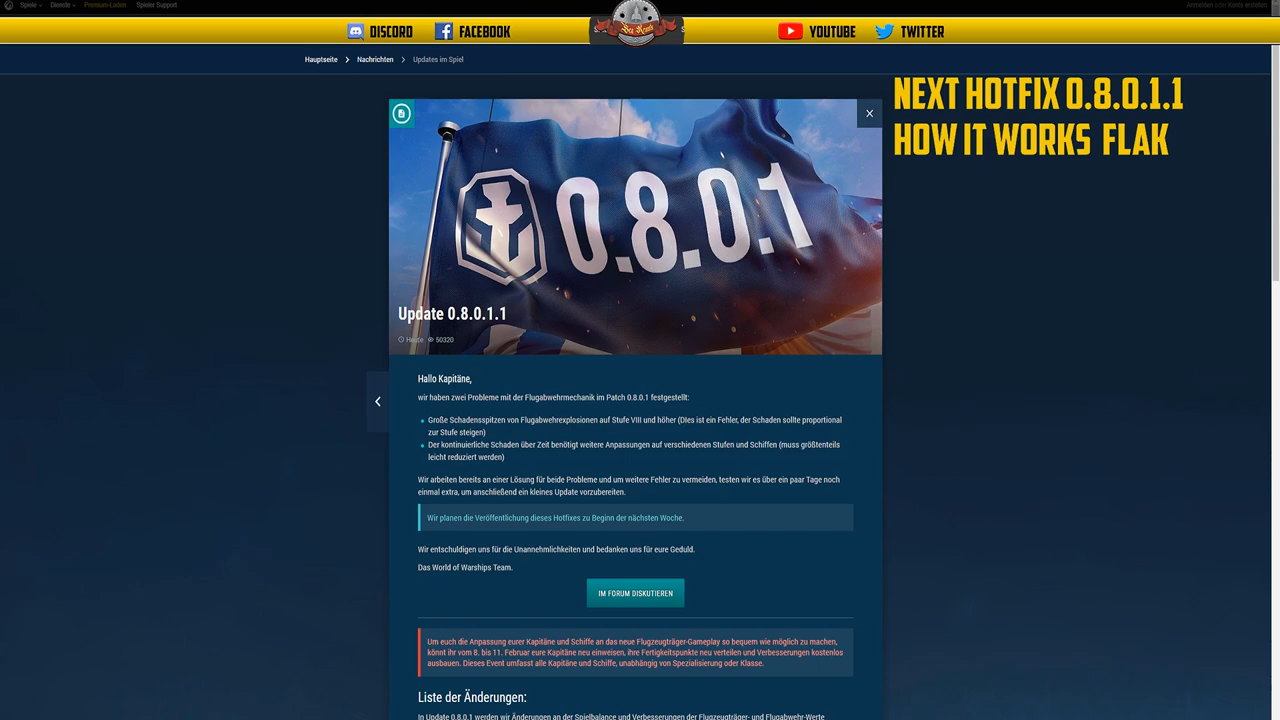 Spiele
Dienste
Premium-Laden
Spieler Support
Anmelden oder Konto erstellen
DISCORD
FACEBOOK
YOUTUBE
TWITTER
Hauptseite
Nachrichten
Updates im Spiel
NEXT HOTFIX 0.8.0.1.1
HOW IT WORKS FLAK
0.8.0.1
Update 0.8.0.1.1
Heute 50320
Hallo Kapitäne,
wir haben zwei Probleme mit der Flugabwehrmechanik im Patch 0.8.0.1 festgestellt:
Große Schadensspitzen von Flugabwehrexplosionen auf Stufe VIII und höher (DIes ist ein Fehler, der Schaden sollte proportional
zur Stufe steigen)
Der kontinuierliche Schaden über Zeit benötigt weitere Anpassungen auf verschiedenen Stufen und Schiffen (muss größtenteils
leicht reduziert werden)
Wir arbeiten bereits an einer Lösung für beide Probleme und um weitere Fehler zu vermeiden, testen wir es über ein paar Tage noch
einmal extra, um anschließend ein kleines Update vorzubereiten.
Wir planen die Veröffentlichung dieses Hotfixes zu Beginn der nächsten Woche.
Wir entschuldigen uns für die Unannehmlichkeiten und bedanken uns für eure Geduld.
Das World of Warships Team.
IM FORUM DISKUTIEREN
Um euch die Anpassung eurer Kapitäne und Schiffe an das neue Flugzeugträger-Gameplay so bequem wie möglich zu machen,
könnt ihr vom 8. bis 11. Februar eure Kapitäne neu einweisen, ihre Fertigkeitspunkte neu verteilen und Verbesserungen kostenlos
ausbauen. Dieses Event umfasst alle Kapitäne und Schiffe, unabhängig von Spezialisierung oder Klasse.
Liste der Änderungen:
In Update 0.8.0.1 werden wir Änderungen an der Spielbalance und Verbesserungen der Flugzeugträger- und Flugabwehr-Werte